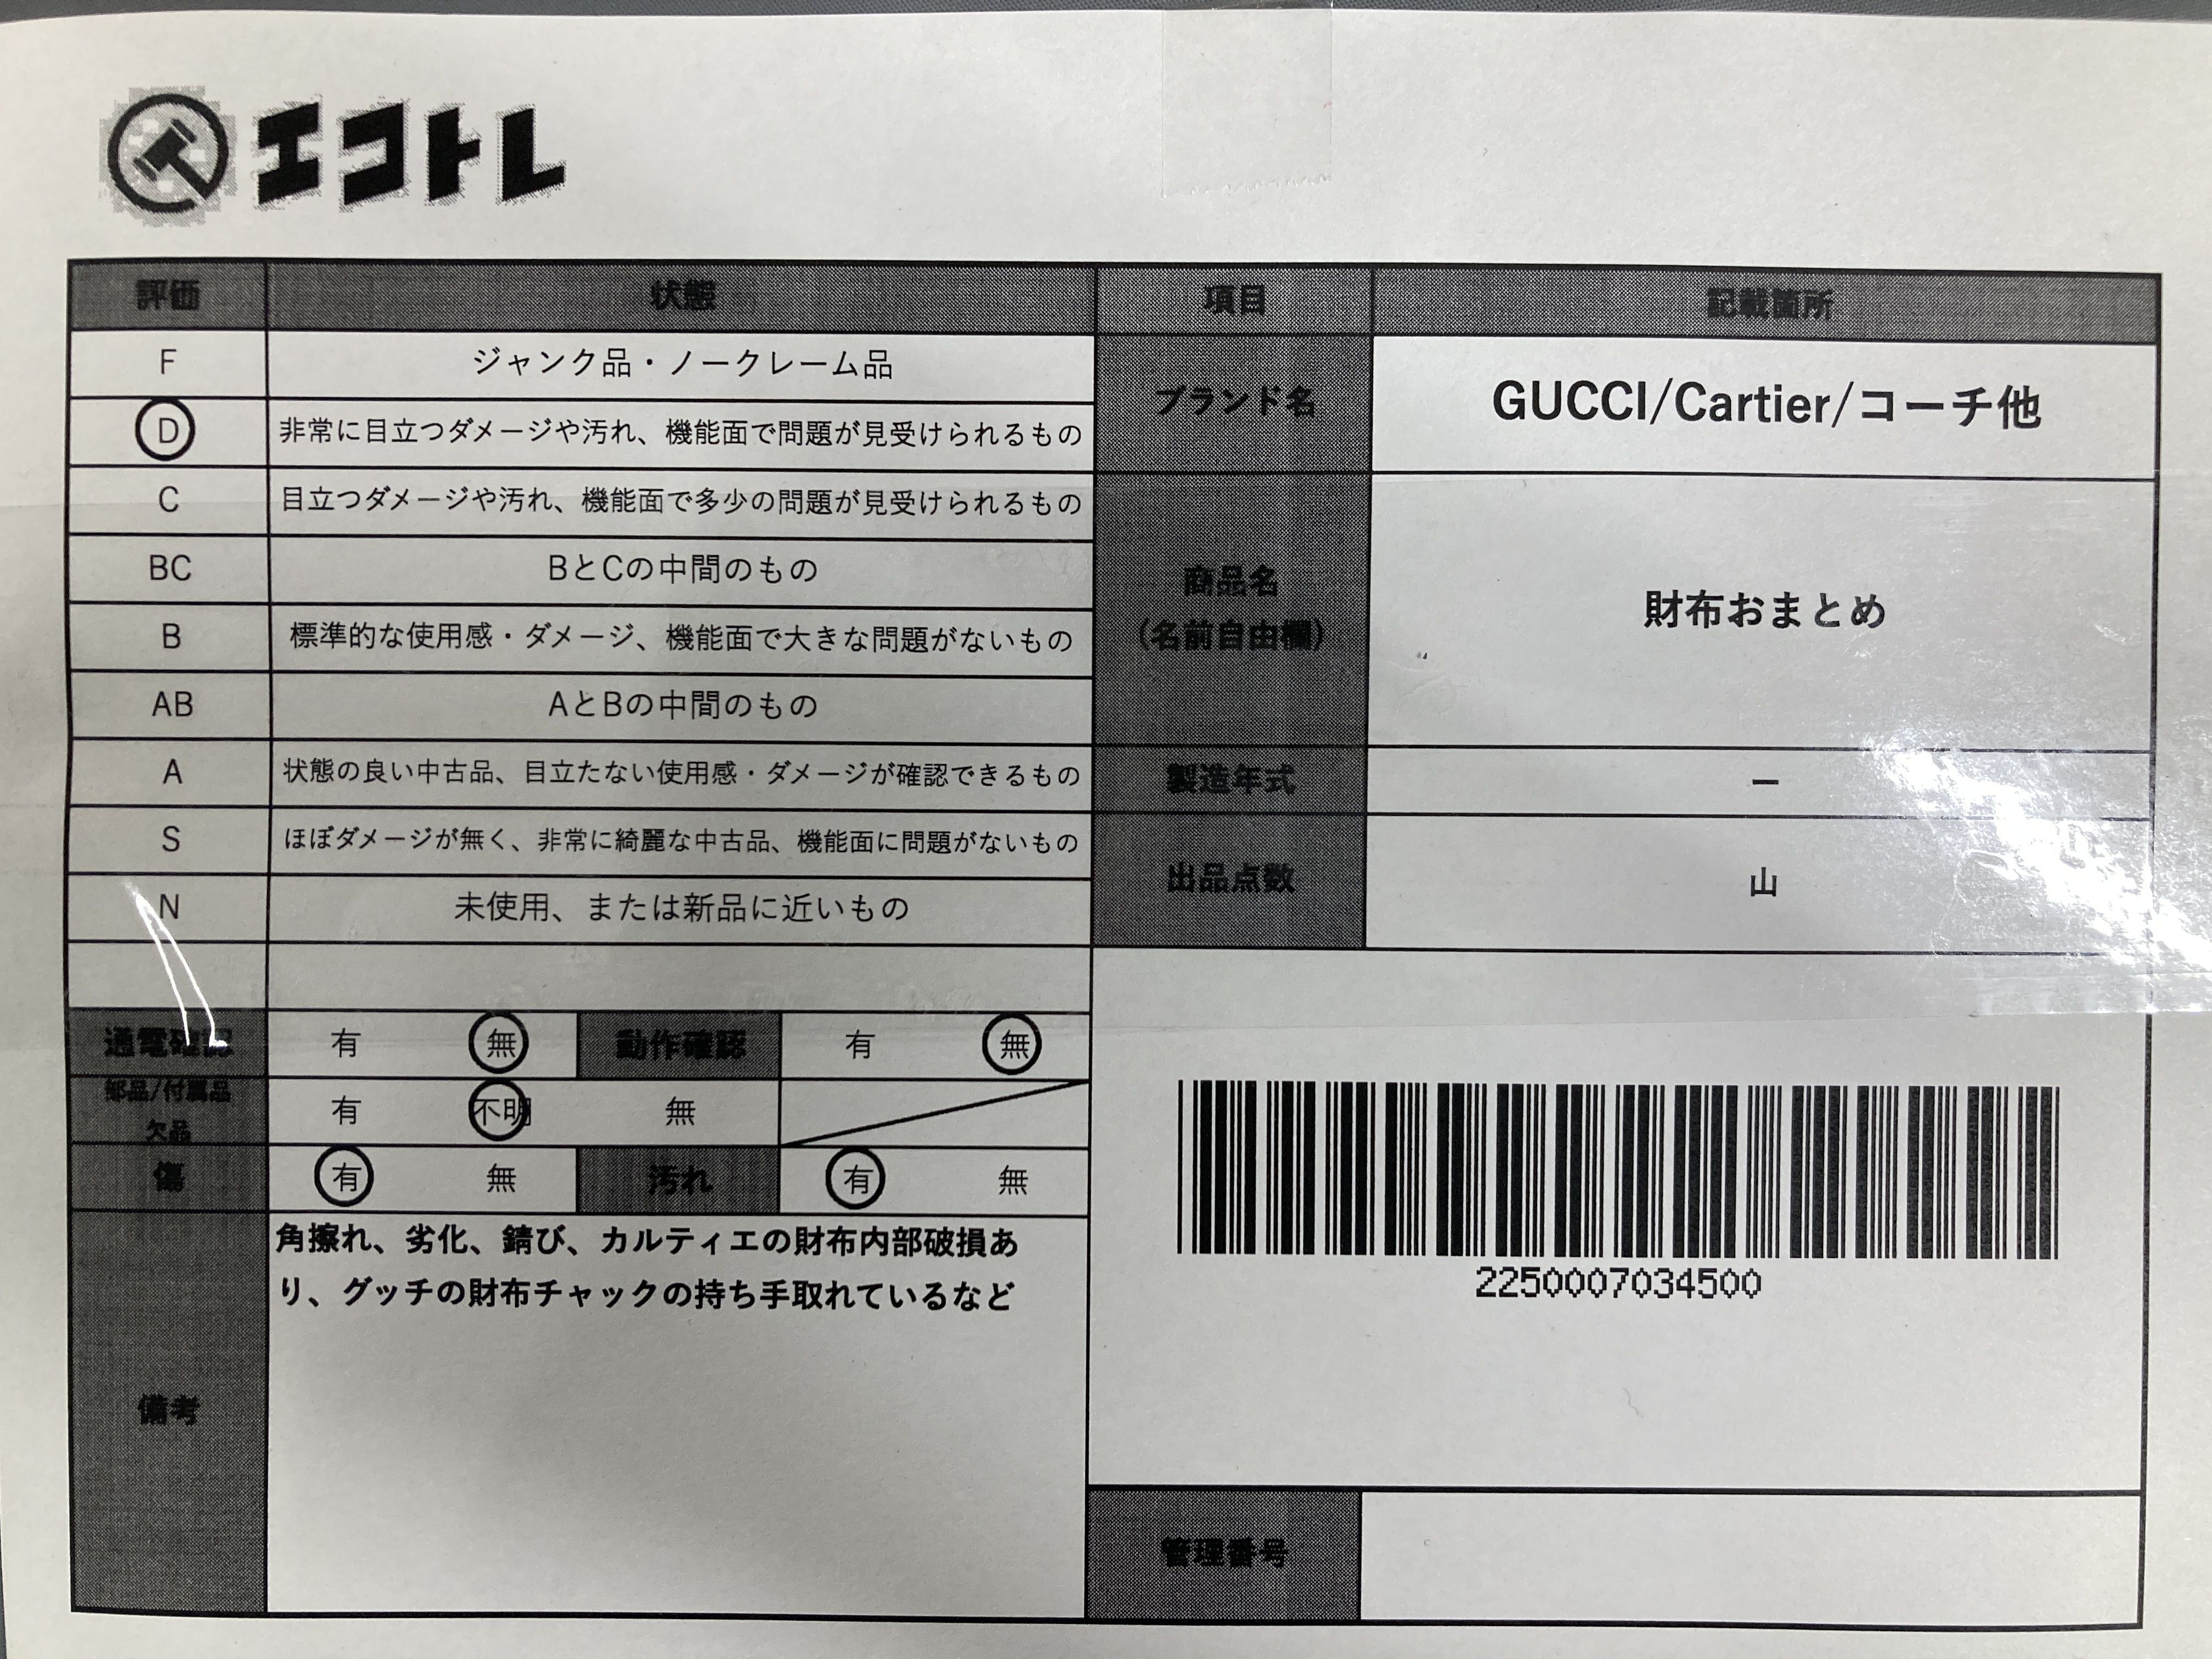 エコトレ
評価 状態 項目 記載箇所
F ジャンク品・ノークレーム品
D 非常に目立つダメージや汚れ、機能面で問題が見受けられるもの
C 目立つダメージや汚れ、機能面で多少の問題が見受けられるもの
BC BとCの中間のもの
B 標準的な使用感・ダメージ、機能面で大きな問題がないもの
AB AとBの中間のもの
A 状態の良い中古品、目立たない使用感・ダメージが確認できるもの
S ほぼダメージが無く、非常に綺麗な中古品、機能面に問題がないもの
N 未使用、または新品に近いもの
ブランド名 GUCCI/Cartier/コーチ他
商品名
(名前自由欄)
財布おまとめ
製造年式 ー
出品点数 山
通電確認 有 無 動作確認 有 無
部品/付属品
欠品
有 不明 無
傷 有 無 汚れ 有 無
備考
角擦れ、劣化、錆び、カルティエの財布内部破損あ
り、グッチの財布チャックの持ち手取れているなど
2250007034500
管理番号